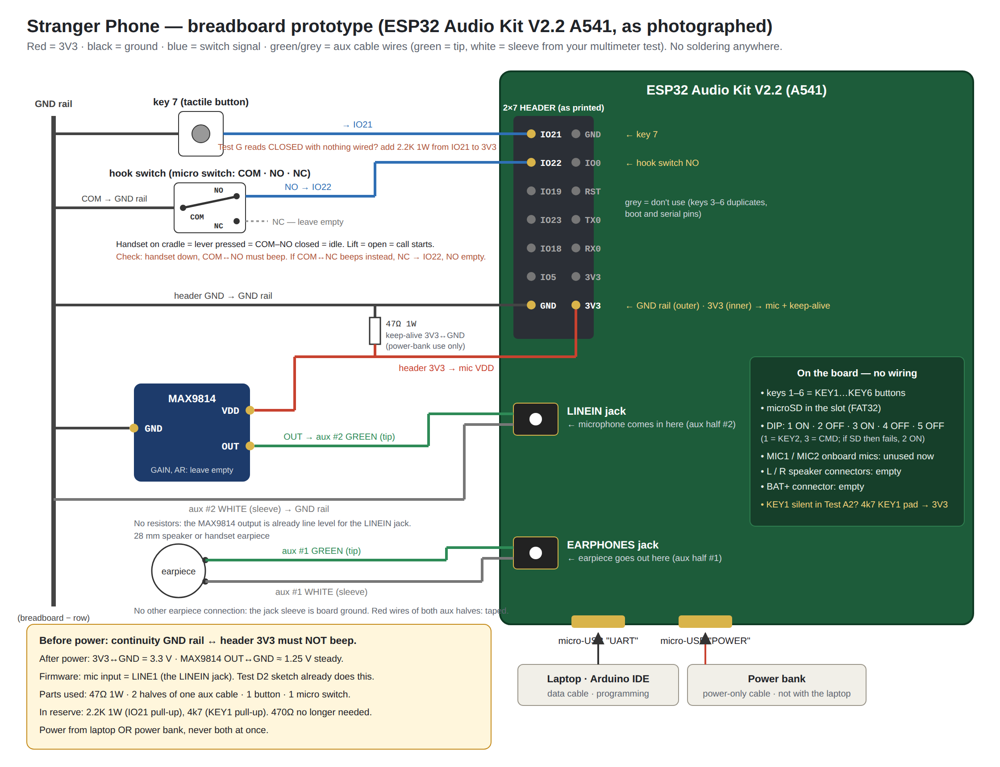 Stranger Phone — breadboard prototype (ESP32 Audio Kit V2.2 A541, as photographed)
Red = 3V3 · black = ground · blue = switch signal · green/grey = aux cable wires (green = tip, white = sleeve from your multimeter test). No soldering anywhere.
GND rail
key 7 (tactile button)
→ IO21
Test G reads CLOSED with nothing wired? add 2.2K 1W from IO21 to 3V3
hook switch (micro switch: COM · NO · NC)
COM → GND rail
NO
COM
NC
NO → IO22
NC — leave empty
Handset on cradle = lever pressed = COM–NO closed = idle. Lift = open = call starts.
Check: handset down, COM↔NO must beep. If COM↔NC beeps instead, NC → IO22, NO empty.
header GND → GND rail
47Ω 1W
keep-alive 3V3↔GND
(power-bank use only)
header 3V3 → mic VDD
MAX9814
VDD
GND
OUT
GAIN, AR: leave empty
OUT → aux #2 GREEN (tip)
aux #2 WHITE (sleeve) → GND rail
No resistors: the MAX9814 output is already line level for the LINEIN jack.
28 mm speaker or handset earpiece
earpiece
aux #1 GREEN (tip)
aux #1 WHITE (sleeve)
No other earpiece connection: the jack sleeve is board ground. Red wires of both aux halves: taped.
(breadboard − row)
ESP32 Audio Kit V2.2 (A541)
2×7 HEADER (as printed)
IO21 GND ← key 7
IO22 IO0 ← hook switch NO
IO19 RST
grey = don't use (keys 3–6 duplicates,
boot and serial pins)
IO23 TX0
IO18 RX0
IO5 3V3
GND 3V3 ← GND rail (outer) · 3V3 (inner) → mic + keep-alive
On the board — no wiring
• keys 1–6 = KEY1…KEY6 buttons
• microSD in the slot (FAT32)
• DIP: 1 ON · 2 OFF · 3 ON · 4 OFF · 5 OFF
(1 = KEY2, 3 = CMD; if SD then fails, 2 ON)
• MIC1 / MIC2 onboard mics: unused now
• L / R speaker connectors: empty
• BAT+ connector: empty
• KEY1 silent in Test A2? 4k7 KEY1 pad → 3V3
LINEIN jack
← microphone comes in here (aux half #2)
EARPHONES jack
← earpiece goes out here (aux half #1)
micro-USB "UART"
micro-USB "POWER"
Laptop · Arduino IDE
data cable · programming
Power bank
power-only cable · not with the laptop
Before power: continuity GND rail ↔ header 3V3 must NOT beep.
After power: 3V3↔GND = 3.3 V · MAX9814 OUT↔GND ≈ 1.25 V steady.
Firmware: mic input = LINE1 (the LINEIN jack). Test D2 sketch already does this.
Parts used: 47Ω 1W · 2 halves of one aux cable · 1 button · 1 micro switch.
In reserve: 2.2K 1W (IO21 pull-up), 4k7 (KEY1 pull-up). 470Ω no longer needed.
Power from laptop OR power bank, never both at once.